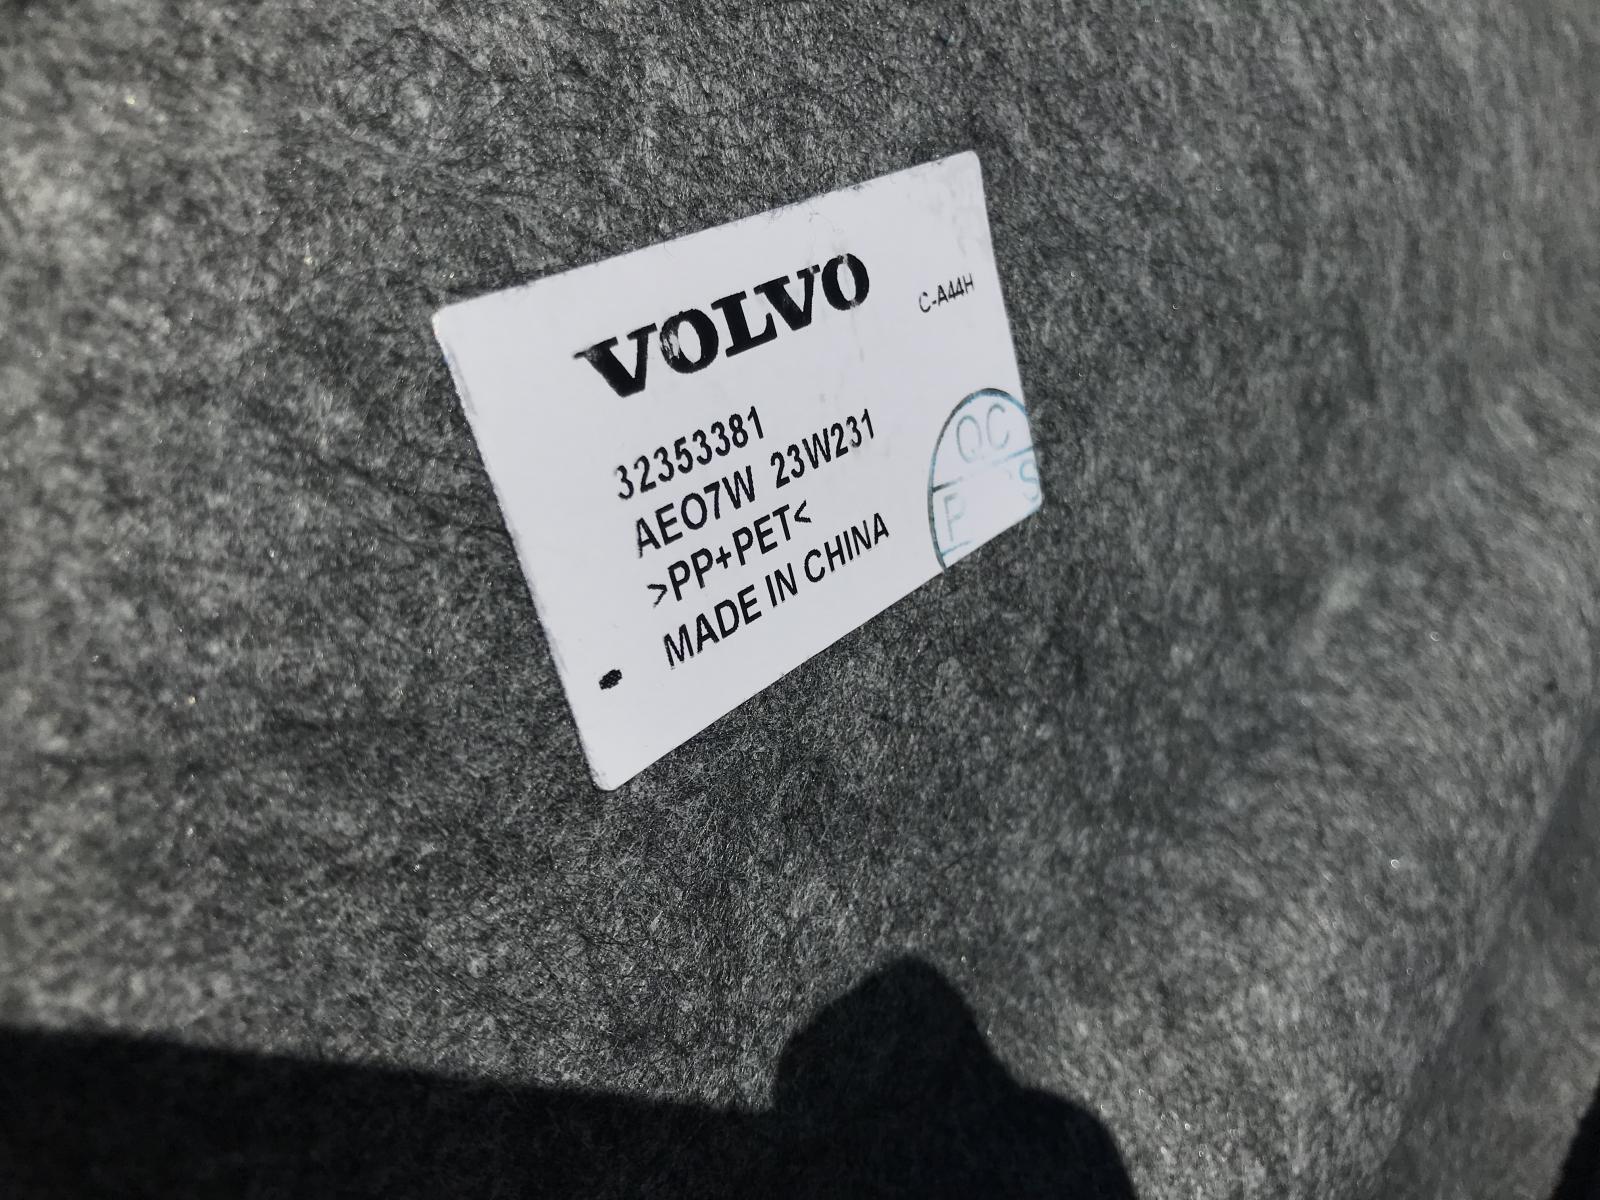 VOLVO
C-A44H
32353381
AEO7W 23W231
>PP+PET<
MADE IN CHINA
QC
P S